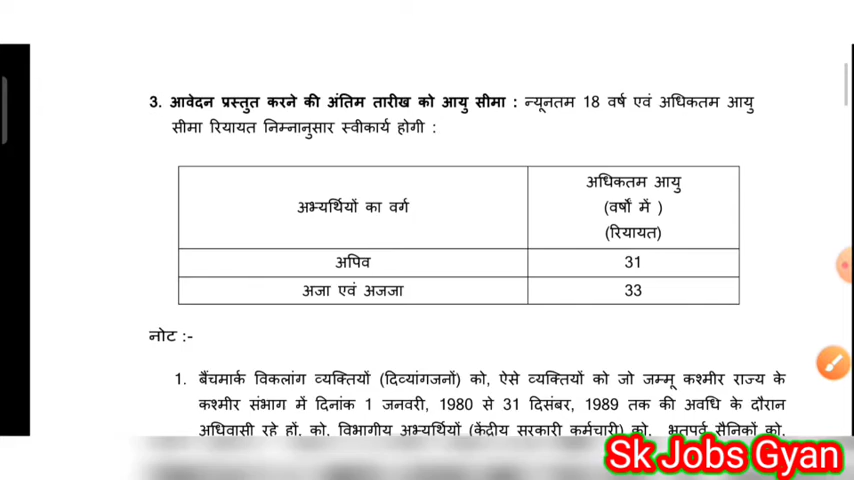 3. आवेदन प्रस्तुत करने की अंतिम तारीख को आयु सीमा : न्यूनतम 18 वर्ष एवं अधिकतम आयु
सीमा रियायत निम्नानुसार स्वीकार्य होगी :
अभ्यर्थियों का वर्ग
अधिकतम आयु
(वर्षों में )
(रियायत)
अपिव 31
अजा एवं अजजा 33
नोट :-
1. बैंचमार्क विकलांग व्यक्तियों (दिव्यांगजनों) को, ऐसे व्यक्तियों को जो जम्मू कश्मीर राज्य के
कश्मीर संभाग में दिनांक 1 जनवरी, 1980 से 31 दिसंबर, 1989 तक की अवधि के दौरान
अधिवासी रहे हों, को, विभागीय अभ्यर्थियों (केंद्रीय सरकारी कर्मचारी) को, भूतपूर्व सैनिकों को,
Sk Jobs Gyan